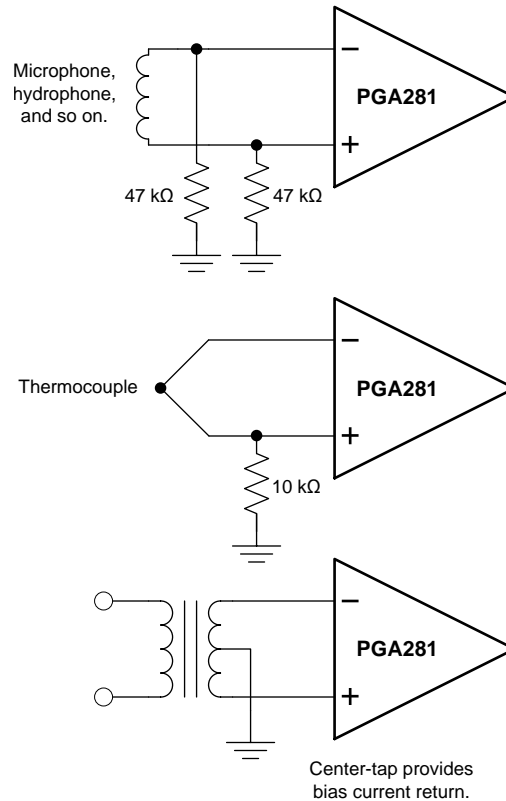 Microphone,
hydrophone,
and so on.
−
PGA281
+
47 kΩ
47 kΩ
−
Thermocouple
PGA281
+
10 kΩ
−
PGA281
+
Center-tap provides
bias current return.